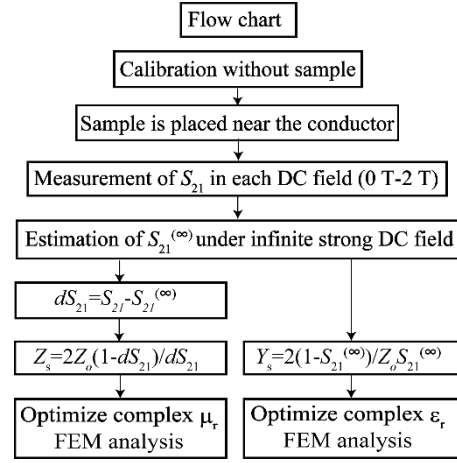 Flow chart
Calibration without sample
Sample is placed near the conductor
Measurement of S₂₁ in each DC field (0 T-2 T)
Estimation of S₂₁⁽∞⁾ under infinite strong DC field
dS₂₁=S₂₁-S₂₁⁽∞⁾
Zₛ=2Zₒ(1-dS₂₁)/dS₂₁
Yₛ=2(1-S₂₁⁽∞⁾)/ZₒS₂₁⁽∞⁾
Optimize complex μᵣ
FEM analysis
Optimize complex εᵣ
FEM analysis